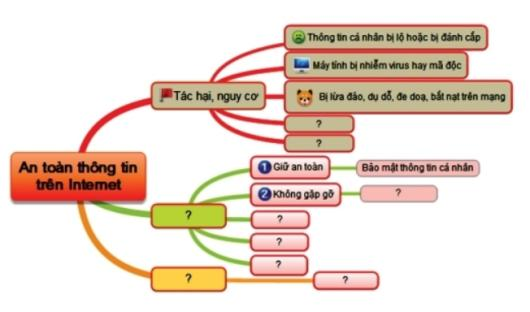 Thông tin cá nhân bị lộ hoặc bị đánh cắp
Máy tính bị nhiễm virus hay mã độc
Tác hại, nguy cơ
Bị lừa đảo, dụ dỗ, đe doạ, bắt nạt trên mạng
?
?
An toàn thông tin
trên Internet
1 Giữ an toàn
Bảo mật thông tin cá nhân
2 Không gặp gỡ
?
?
?
?
?
?
?